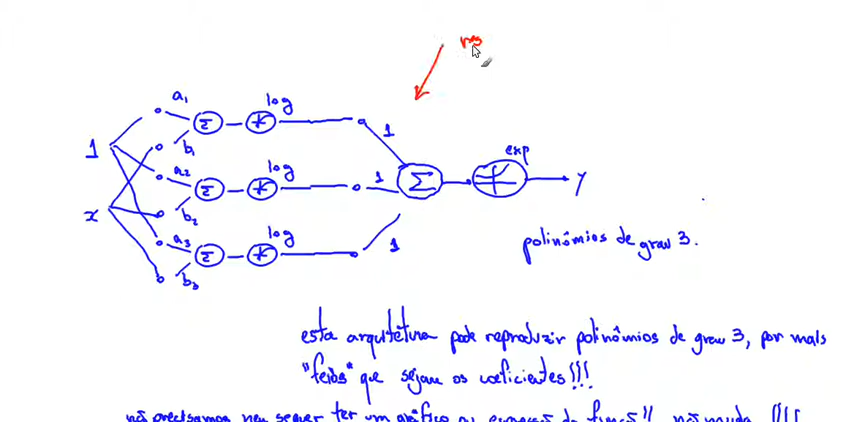 a1 log
1
b1
1 a2 log 1 Σ exp y
x b2
a3 log 1
b3
polinômios de grau 3.
esta arquitetura pode reproduzir polinômios de grau 3, por mais
"feios" que sejam os coeficientes!!!